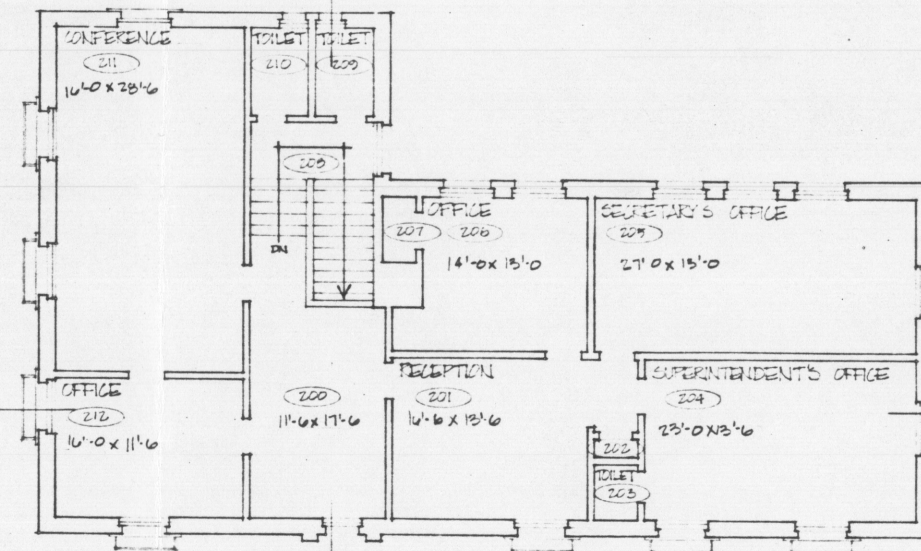 CONFERENCE
211
16'-0 x 28'-6
TOILET
210
TOILET
209
208
DN
OFFICE
207
206
14'-0 x 13'-0
SECRETARY'S OFFICE
205
27'0 x 13'-0
OFFICE
212
16'-0 x 11'-6
200
11'-6 x 17'-6
RECEPTION
201
16'-6 x 13'-6
SUPERINTENDENT'S OFFICE
204
23'-0 x 13'-6
202
TOILET
203